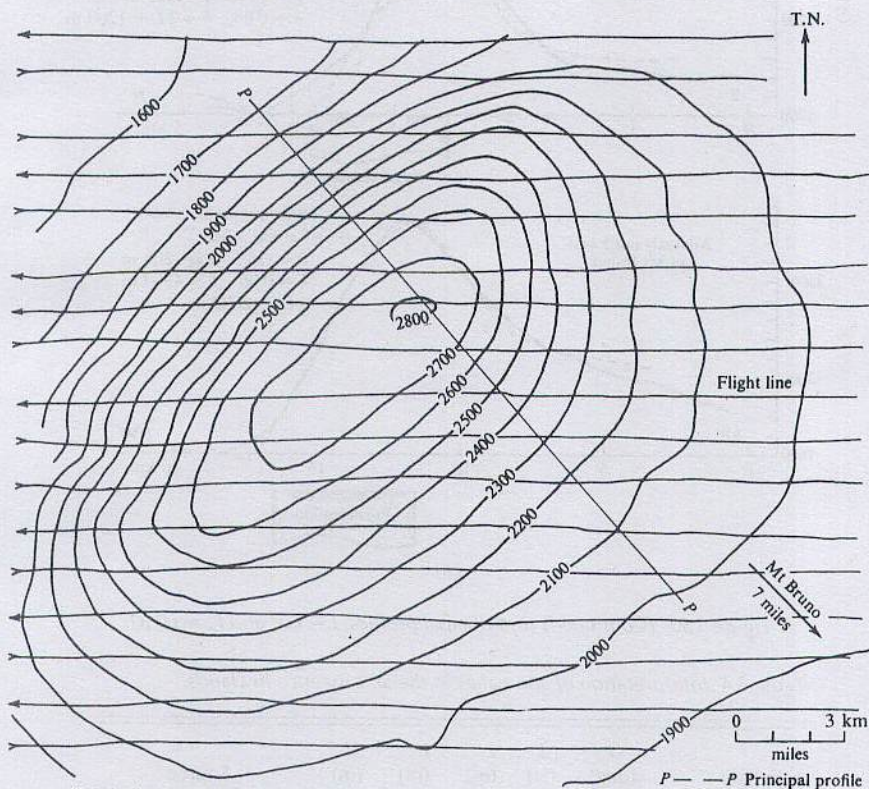 T.N.
P
1600
1700
1800
1900
2000
2500
2800
2700
2600
2500
2400
2300
2200
2100
2000
1900
Flight line
P
Mt Bruno
7 miles
0 3 km
miles
P— —P Principal profile